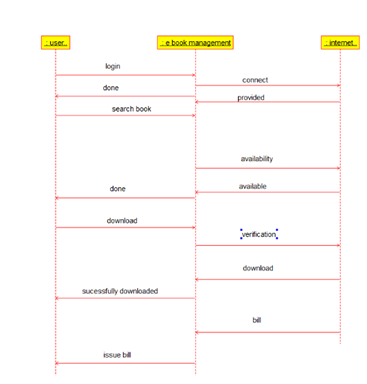 : user..
: e book management
: internet..
login
connect
done
provided
search book
availability
done
available
download
verification
download
sucessfully downloaded
bill
issue bill